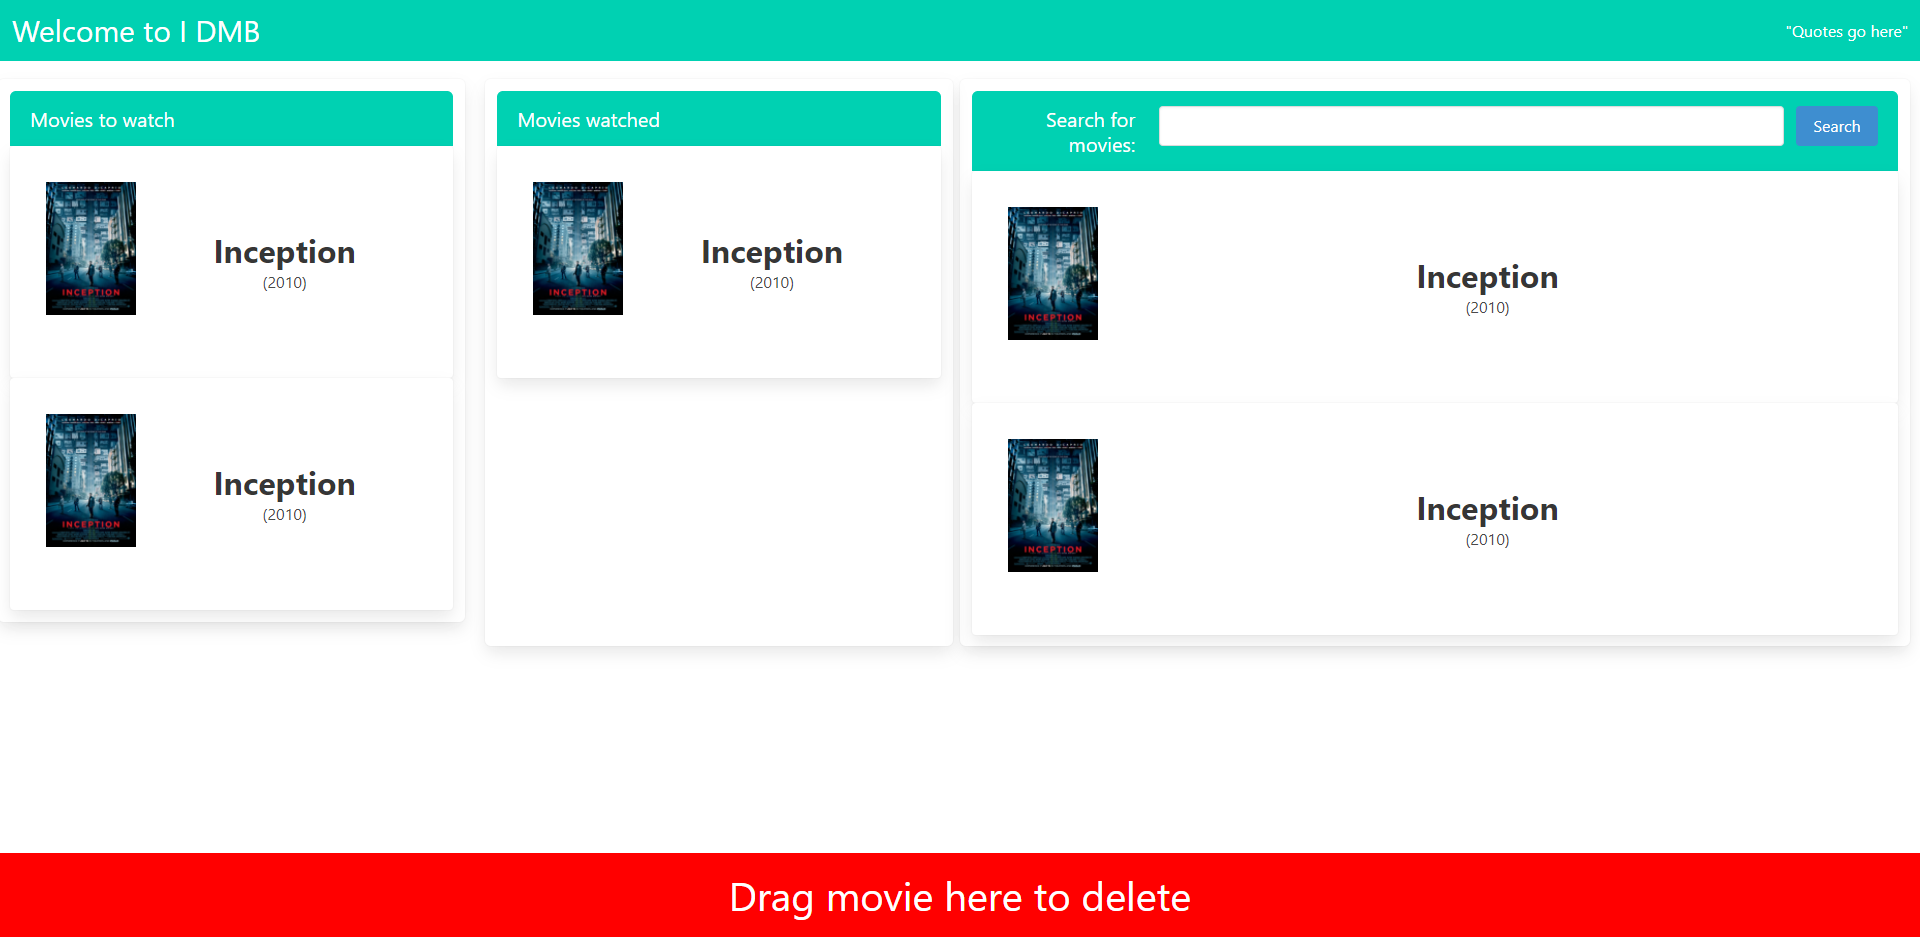 Welcome to I DMB
"Quotes go here"
Movies to watch
INCEPTION
Inception
(2010)
INCEPTION
Inception
(2010)
Movies watched
INCEPTION
Inception
(2010)
Search for
movies:
Search
INCEPTION
Inception
(2010)
INCEPTION
Inception
(2010)
Drag movie here to delete